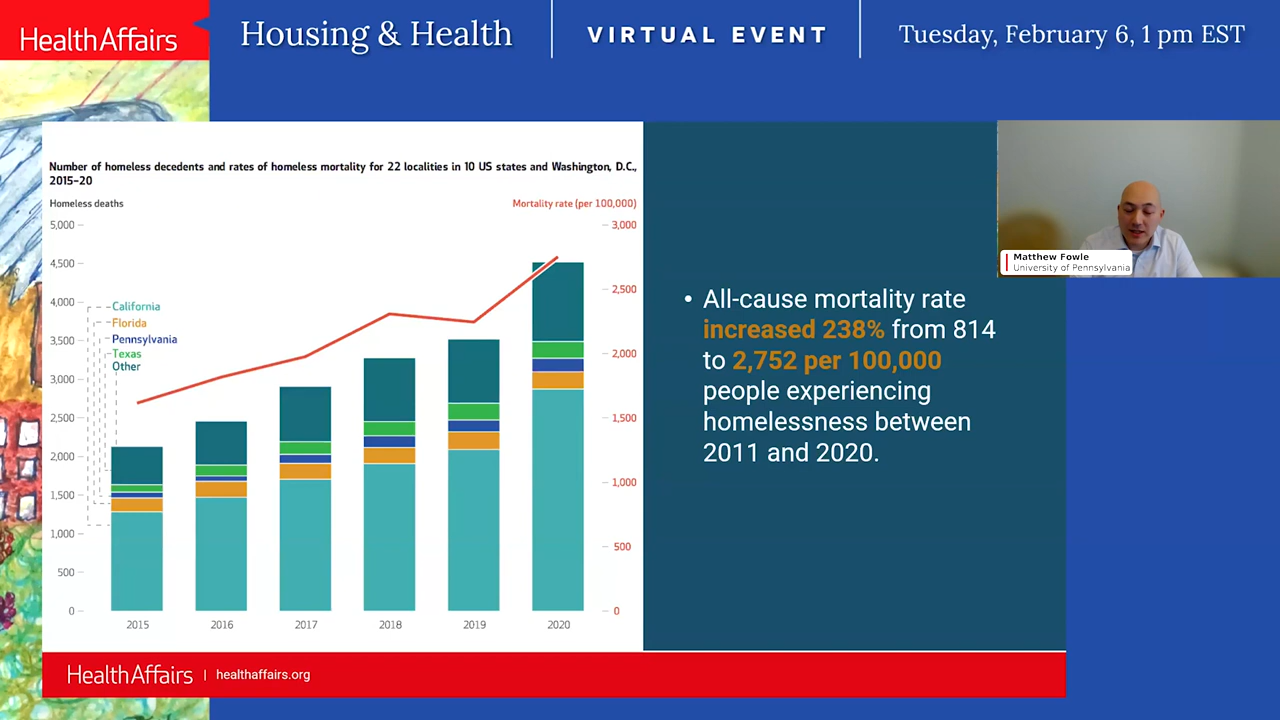 HealthAffairs
Housing & Health
VIRTUAL EVENT
Tuesday, February 6, 1 pm EST
Number of homeless decedents and rates of homeless mortality for 22 localities in 10 US states and Washington, D.C.,
2015–20
Homeless deaths
Mortality rate (per 100,000)
5,000
4,500
4,000
3,500
3,000
2,500
2,000
1,500
1,000
500
0
California
Florida
Pennsylvania
Texas
Other
3,000
2,500
2,000
1,500
1,000
500
0
2015
2016
2017
2018
2019
2020
• All-cause mortality rate
increased 238% from 814
to 2,752 per 100,000
people experiencing
homelessness between
2011 and 2020.
Matthew Fowle
University of Pennsylvania
HealthAffairs | healthaffairs.org